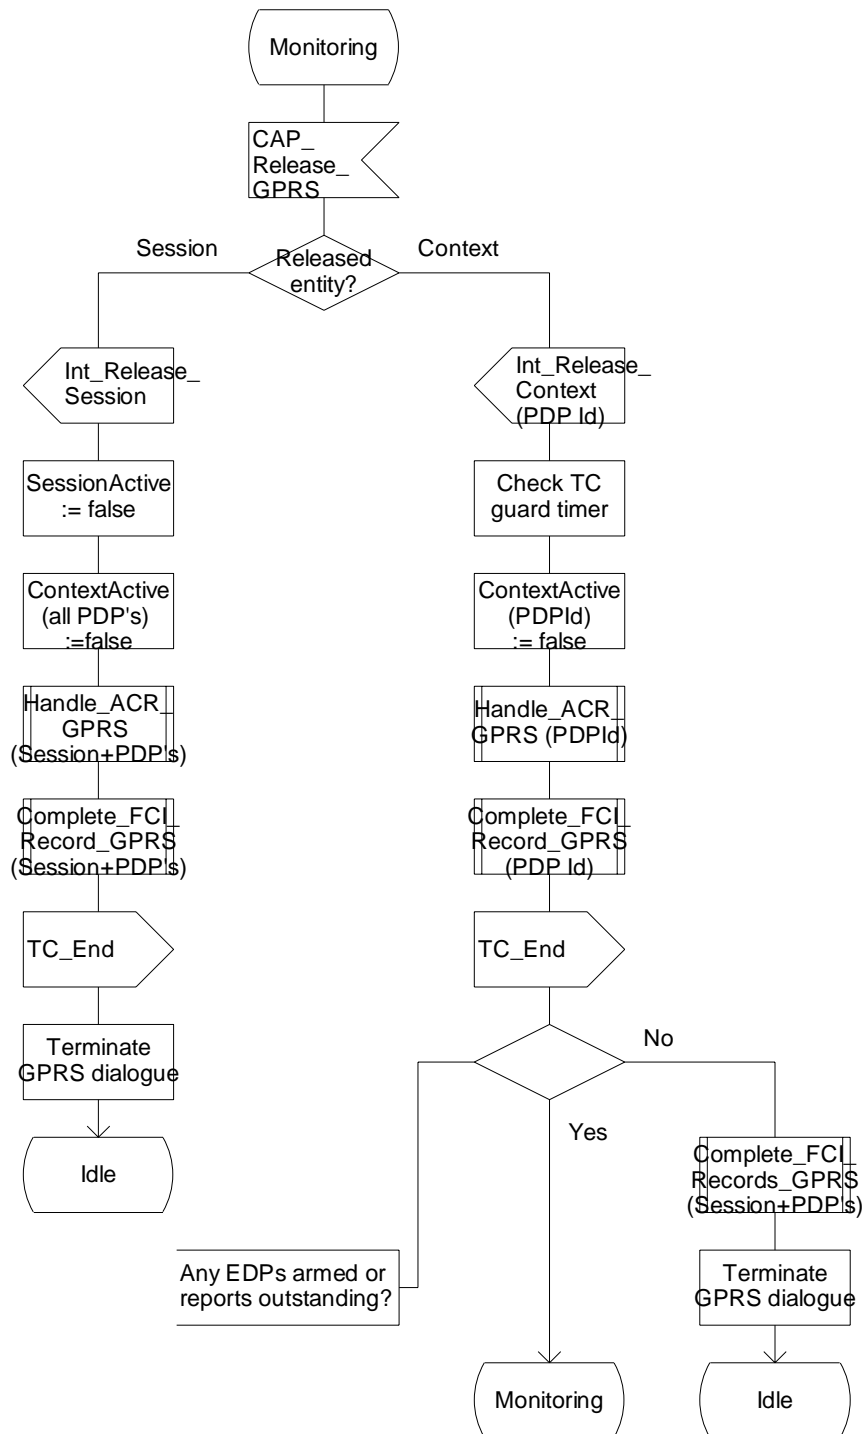 Monitoring
CAP_
Release_
GPRS
Session
Released
entity?
Context
Int_Release_
Session
Int_Release_
Context
(PDP Id)
SessionActive
:= false
Check TC
guard timer
ContextActive
(all PDP's)
:=false
ContextActive
(PDPId)
:= false
Handle_ACR_
GPRS
(Session+PDP's)
Handle_ACR_
GPRS (PDPId)
Complete_FCI_
Record_GPRS
(Session+PDP's)
Complete_FCI_
Record_GPRS
(PDP Id)
TC_End
TC_End
Terminate
GPRS dialogue
No
Yes
Idle
Complete_FCI_
Records_GPRS
(Session+PDP's)
Any EDPs armed or
reports outstanding?
Terminate
GPRS dialogue
Monitoring
Idle